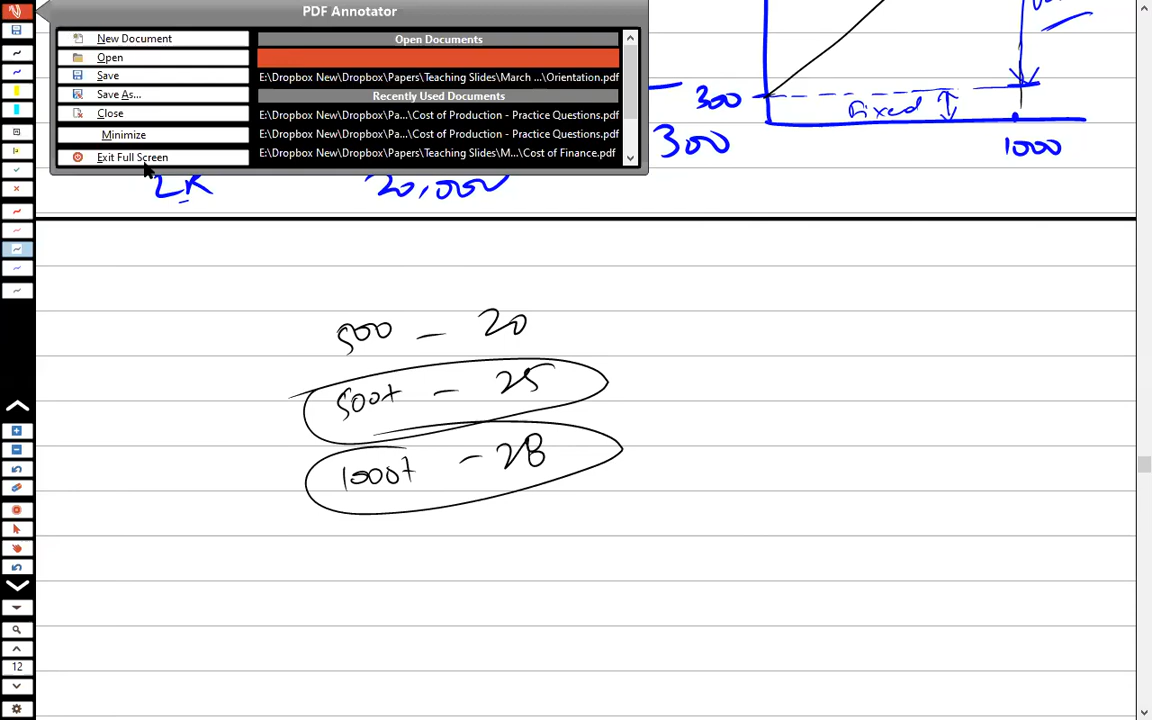 PDF Annotator
New Document
Open
Save
Save As...
Close
Minimize
Exit Full Screen
Open Documents
E:\Dropbox New\Dropbox\Papers\Teaching Slides\March ...\Orientation.pdf
Recently Used Documents
E:\Dropbox New\Dropbox\Pa...\Cost of Production - Practice Questions.pdf
E:\Dropbox New\Dropbox\Pa...\Cost of Production - Practice Questions.pdf
E:\Dropbox New\Dropbox\Papers\Teaching Slides\M...\Cost of Finance.pdf
300
Fixed
300
1000
2K
20,000
500 - 20
500+ - 25
1000+ - 28
12